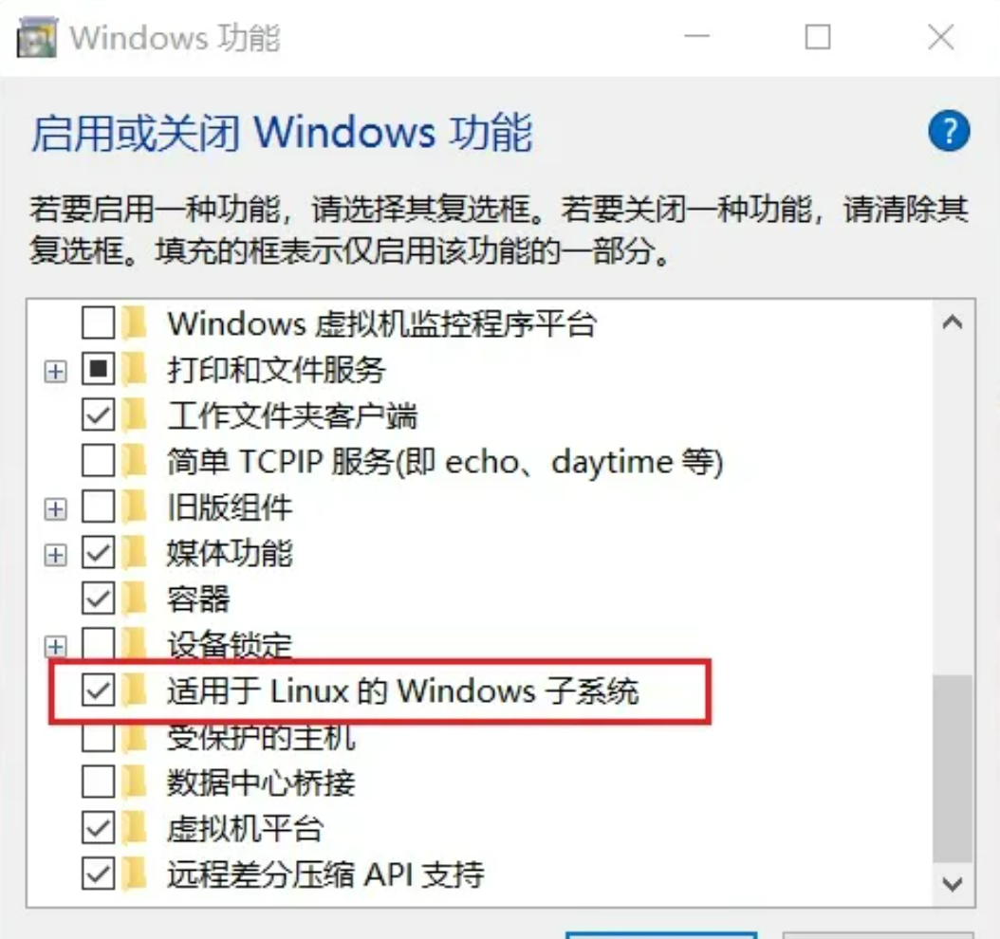 Windows 功能
启用或关闭 Windows 功能
若要启用一种功能，请选择其复选框。若要关闭一种功能，请清除其
复选框。填充的框表示仅启用该功能的一部分。
Windows 虚拟机监控程序平台
打印和文件服务
工作文件夹客户端
简单 TCPIP 服务(即 echo、daytime 等)
旧版组件
媒体功能
容器
设备锁定
适用于 Linux 的 Windows 子系统
受保护的主机
数据中心桥接
虚拟机平台
远程差分压缩 API 支持